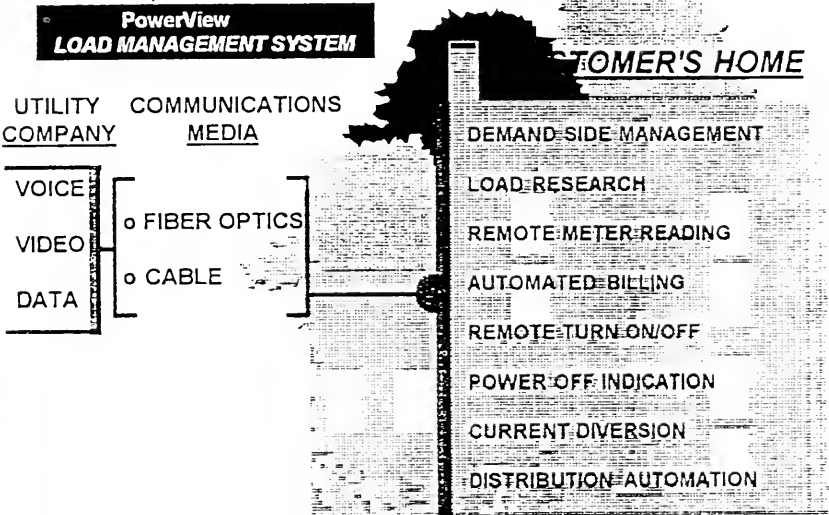 PowerView
LOAD MANAGEMENT SYSTEM
TOMER'S HOME
UTILITY COMPANY
COMMUNICATIONS MEDIA
VOICE
VIDEO
DATA
o FIBER OPTICS
o CABLE
DEMAND SIDE MANAGEMENT
LOAD RESEARCH
REMOTE METER READING
AUTOMATED BILLING
REMOTE TURN ON/OFF
POWER OFF INDICATION
CURRENT DIVERSION
DISTRIBUTION AUTOMATION